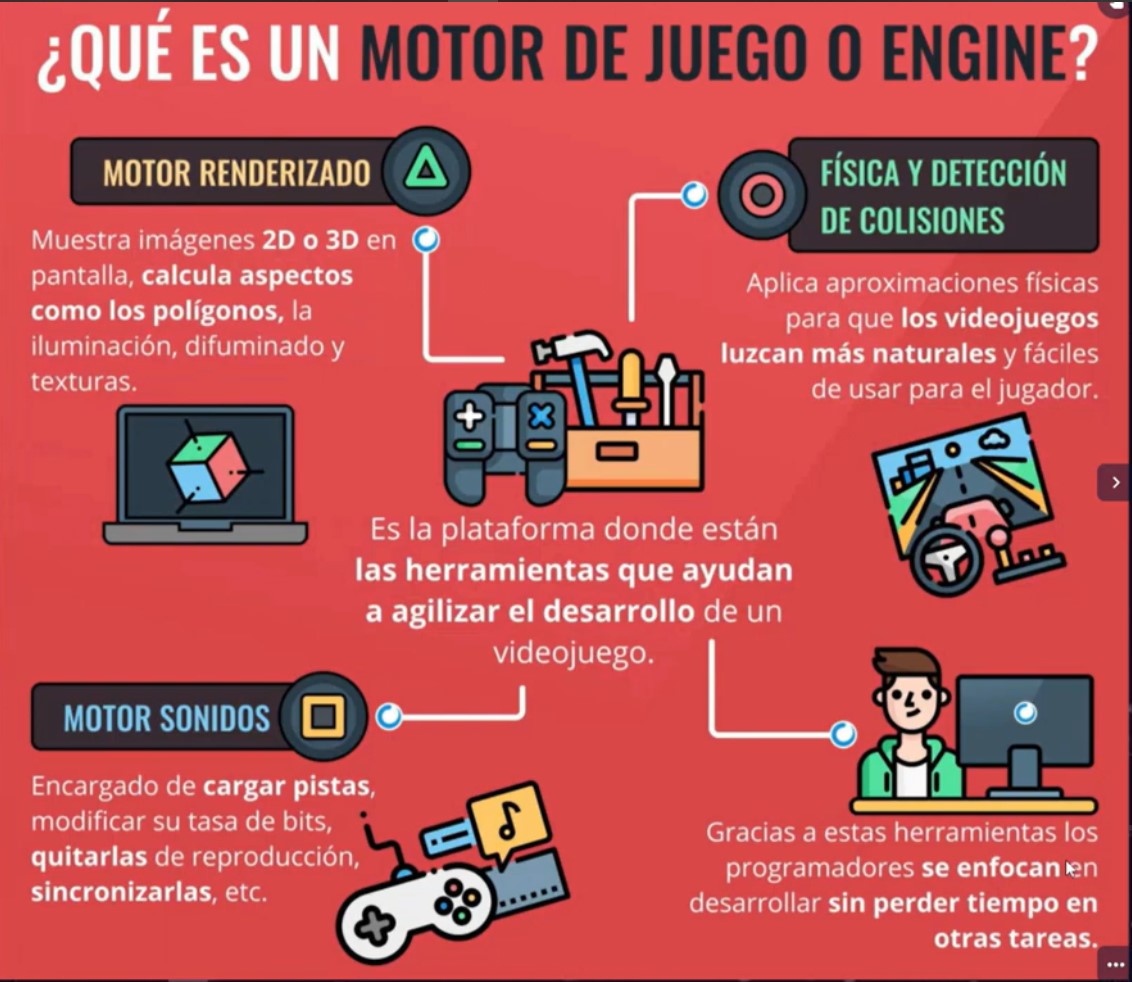 ¿QUÉ ES UN MOTOR DE JUEGO O ENGINE?
MOTOR RENDERIZADO
Muestra imágenes 2D o 3D en
pantalla, calcula aspectos
como los polígonos, la
iluminación, difuminado y
texturas.
FÍSICA Y DETECCIÓN
DE COLISIONES
Aplica aproximaciones físicas
para que los videojuegos
luzcan más naturales y fáciles
de usar para el jugador.
Es la plataforma donde están
las herramientas que ayudan
a agilizar el desarrollo de un
videojuego.
MOTOR SONIDOS
Encargado de cargar pistas,
modificar su tasa de bits,
quitarlas de reproducción,
sincronizarlas, etc.
Gracias a estas herramientas los
programadores se enfocan en
desarrollar sin perder tiempo en
otras tareas.